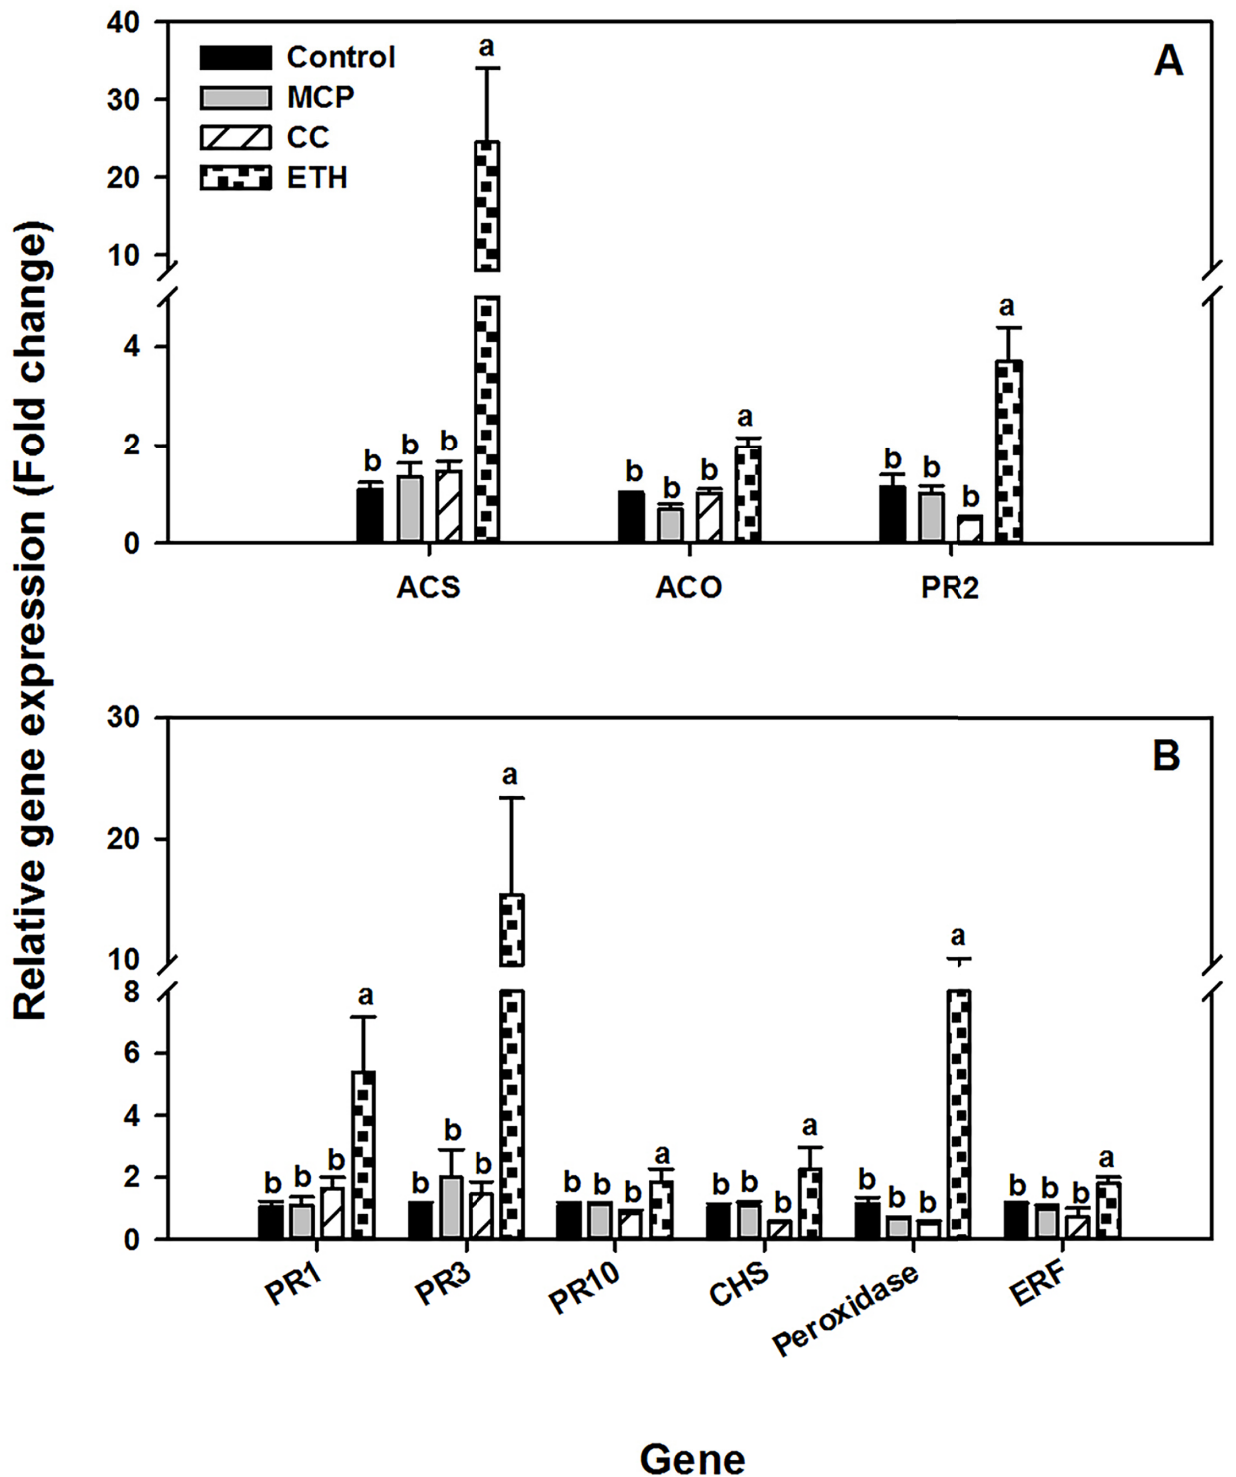 Relative gene expression (Fold change)
A
Control
MCP
CC
ETH
40
30
20
10
4
2
0
b b b a
b b b a
b b b a
ACS ACO PR2
B
30
20
10
8
6
4
2
0
b b b a
b b b a
b b b a
b b b a
b b b a
b b b a
PR1 PR3 PR10 CHS Peroxidase ERF
Gene